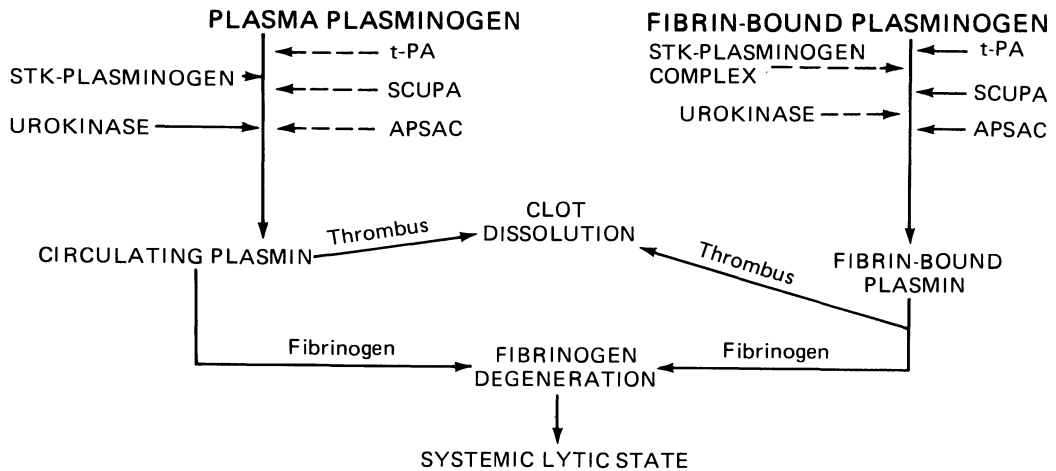 PLASMA PLASMINOGEN
t-PA
STK-PLASMINOGEN
SCUPA
UROKINASE
APSAC
FIBRIN-BOUND PLASMINOGEN
STK-PLASMINOGEN
COMPLEX
t-PA
SCUPA
UROKINASE
APSAC
CIRCULATING PLASMIN
Thrombus
CLOT
DISSOLUTION
Thrombus
FIBRIN-BOUND
PLASMIN
Fibrinogen
FIBRINOGEN
DEGENERATION
Fibrinogen
SYSTEMIC LYTIC STATE